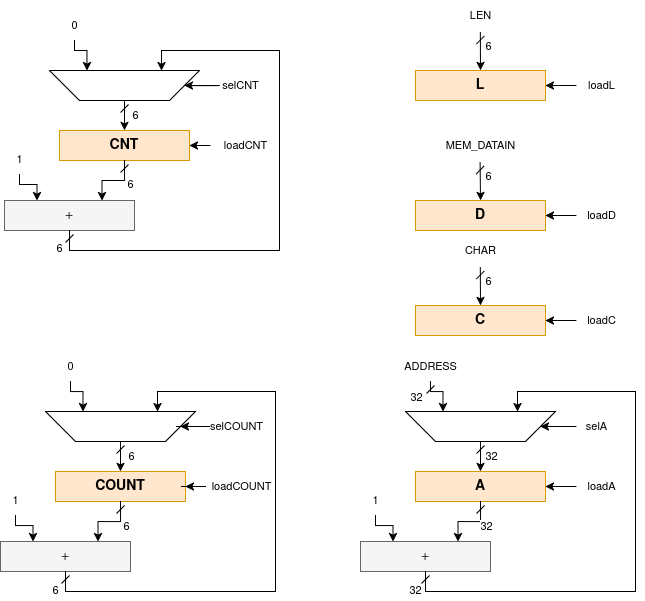 0
selCNT
6
CNT
loadCNT
1
6
+
6
LEN
6
L
loadL
MEM_DATAIN
6
D
loadD
CHAR
6
C
loadC
0
selCOUNT
6
COUNT
loadCOUNT
1
6
+
6
ADDRESS
32
selA
32
A
loadA
1
32
+
32